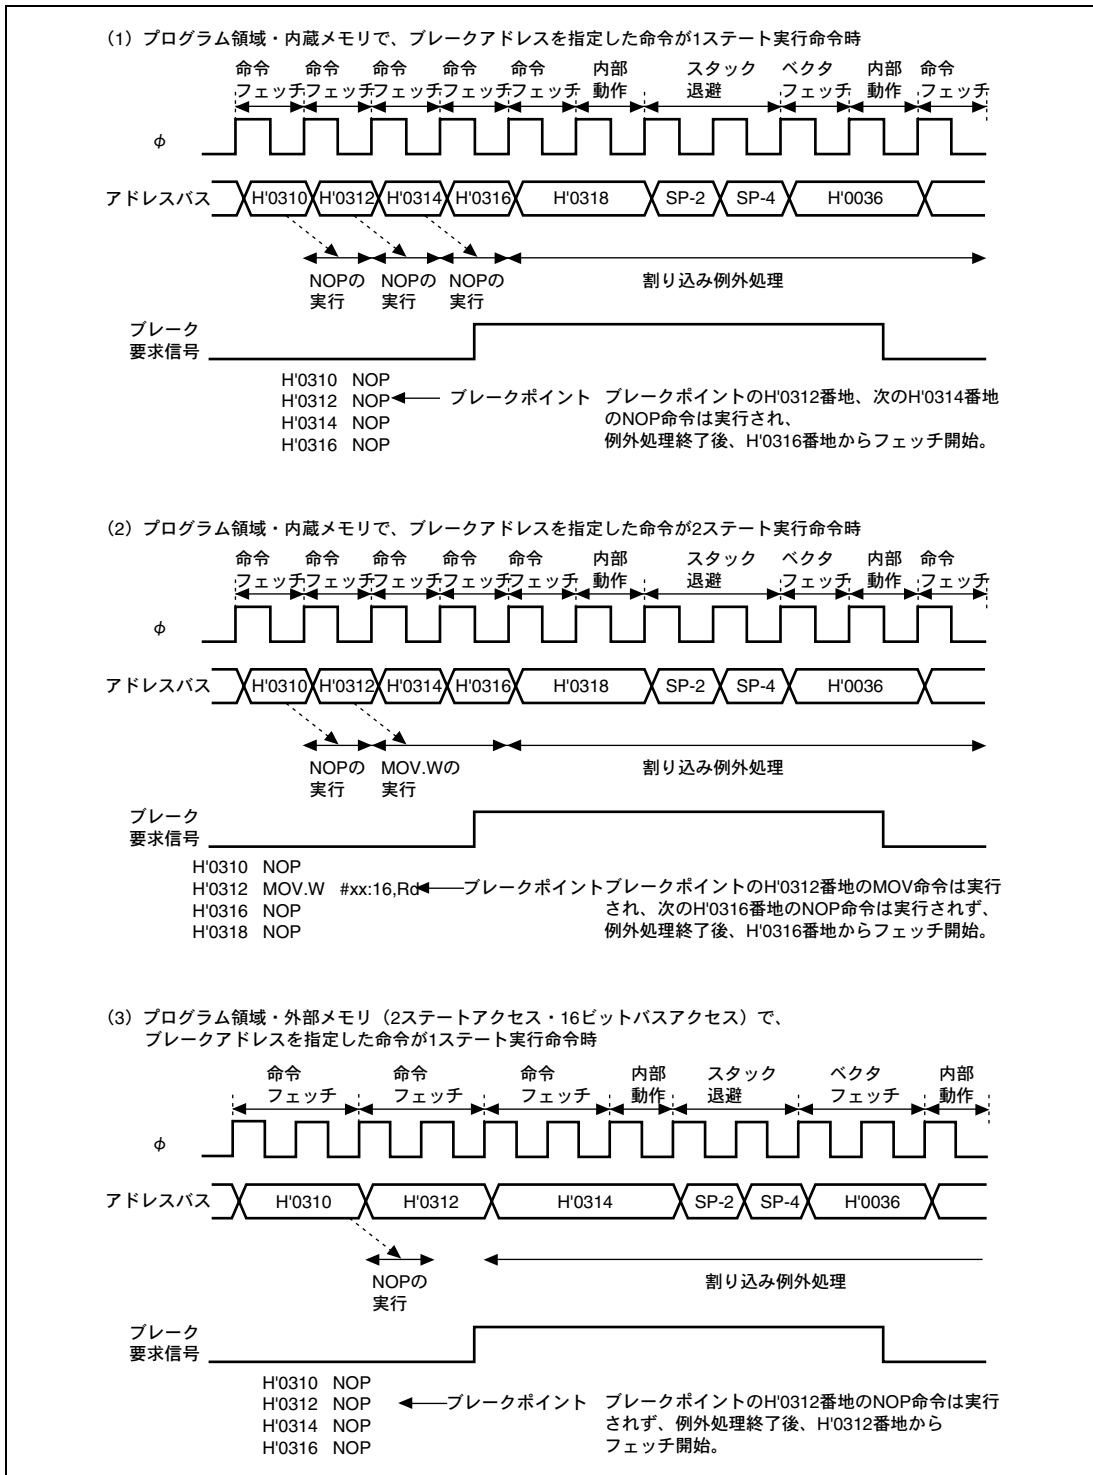 （1）プログラム領域・内蔵メモリで、ブレークアドレスを指定した命令が1ステート実行命令時
命令 命令 命令 命令 命令 内部 スタック ベクタ 内部 命令
フェッチ フェッチ フェッチ フェッチ フェッチ 動作 退避 フェッチ 動作 フェッチ
φ
アドレスバス H'0310 H'0312 H'0314 H'0316 H'0318 SP-2 SP-4 H'0036
NOPの NOPの NOPの 割り込み例外処理
実行 実行 実行
ブレーク
要求信号
H'0310 NOP
H'0312 NOP ブレークポイント ブレークポイントのH'0312番地、次のH'0314番地
H'0314 NOP のNOP命令は実行され、
H'0316 NOP 例外処理終了後、H'0316番地からフェッチ開始。
（2）プログラム領域・内蔵メモリで、ブレークアドレスを指定した命令が2ステート実行命令時
命令 命令 命令 命令 命令 内部 スタック ベクタ 内部 命令
フェッチ フェッチ フェッチ フェッチ フェッチ 動作 退避 フェッチ 動作 フェッチ
φ
アドレスバス H'0310 H'0312 H'0314 H'0316 H'0318 SP-2 SP-4 H'0036
NOPの MOV.Wの 割り込み例外処理
実行 実行
ブレーク
要求信号
H'0310 NOP
H'0312 MOV.W #xx:16,Rd ブレークポイント ブレークポイントのH'0312番地のMOV命令は実行
H'0316 NOP され、次のH'0316番地のNOP命令は実行されず、
H'0318 NOP 例外処理終了後、H'0316番地からフェッチ開始。
（3）プログラム領域・外部メモリ（2ステートアクセス・16ビットバスアクセス）で、
ブレークアドレスを指定した命令が1ステート実行命令時
命令 命令 命令 内部 スタック ベクタ 内部
フェッチ フェッチ フェッチ 動作 退避 フェッチ 動作
φ
アドレスバス H'0310 H'0312 H'0314 SP-2 SP-4 H'0036
NOPの 割り込み例外処理
実行
ブレーク
要求信号
H'0310 NOP
H'0312 NOP ブレークポイント ブレークポイントのH'0312番地のNOP命令は実行
H'0314 NOP されず、例外処理終了後、H'0312番地から
H'0316 NOP フェッチ開始。